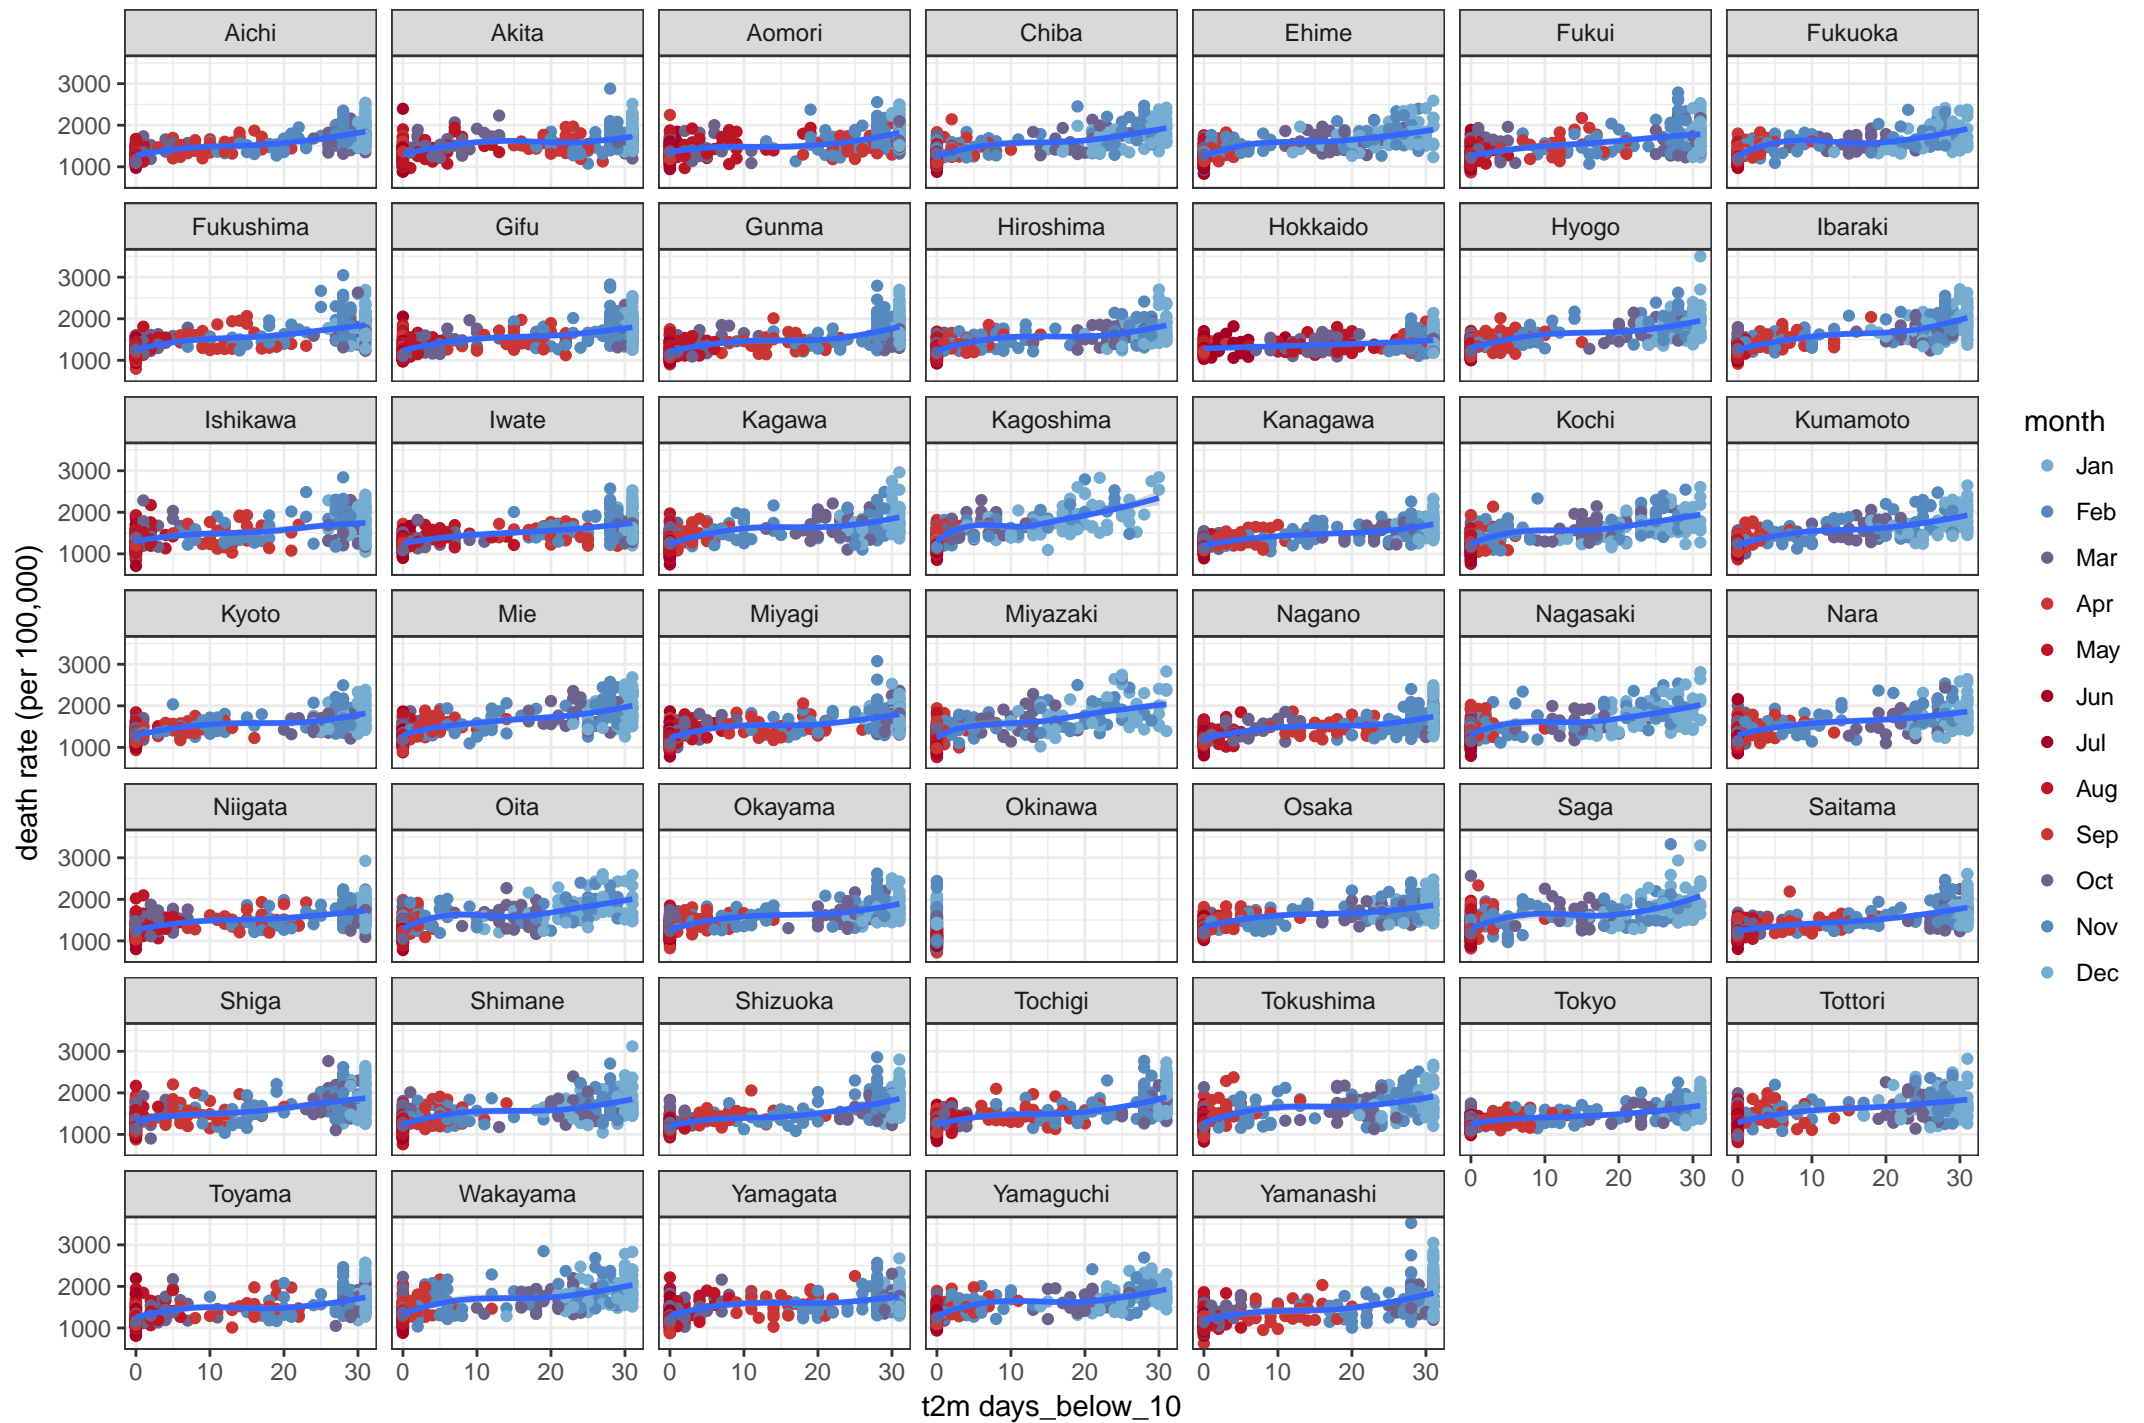 Aichi Akita Aomori Chiba Ehime Fukui Fukuoka
3000
2000
1000
Fukushima Gifu Gunma Hiroshima Hokkaido Hyogo Ibaraki
3000
2000
1000
Ishikawa Iwate Kagawa Kagoshima Kanagawa Kochi Kumamoto
3000
2000
1000
Kyoto Mie Miyagi Miyazaki Nagano Nagasaki Nara
3000
2000
1000
Niigata Oita Okayama Okinawa Osaka Saga Saitama
3000
2000
1000
Shiga Shimane Shizuoka Tochigi Tokushima Tokyo Tottori
3000
2000
1000
0 10 20 30 0 10 20 30
Toyama Wakayama Yamagata Yamaguchi Yamanashi
3000
2000
1000
0 10 20 30 0 10 20 30 0 10 20 30 0 10 20 30 0 10 20 30
t2m days_below_10
death rate (per 100,000)
month
Jan
Feb
Mar
Apr
May
Jun
Jul
Aug
Sep
Oct
Nov
Dec